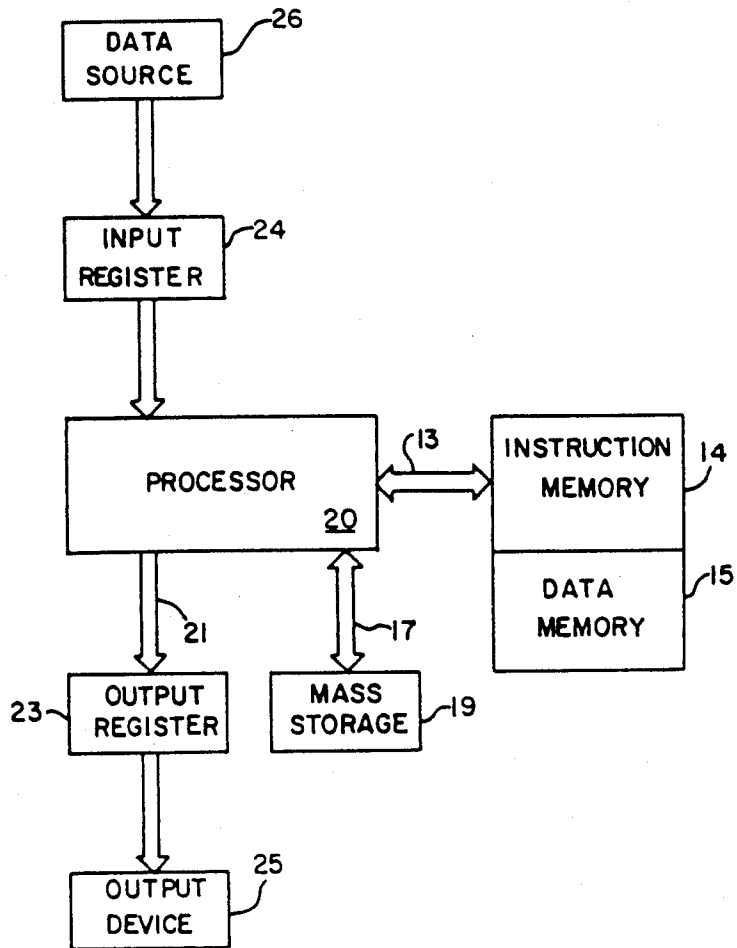 DATA
SOURCE
26
INPUT
REGISTER
24
PROCESSOR
20
13
INSTRUCTION
MEMORY
14
DATA
MEMORY
15
21
17
OUTPUT
REGISTER
23
MASS
STORAGE
19
OUTPUT
DEVICE
25